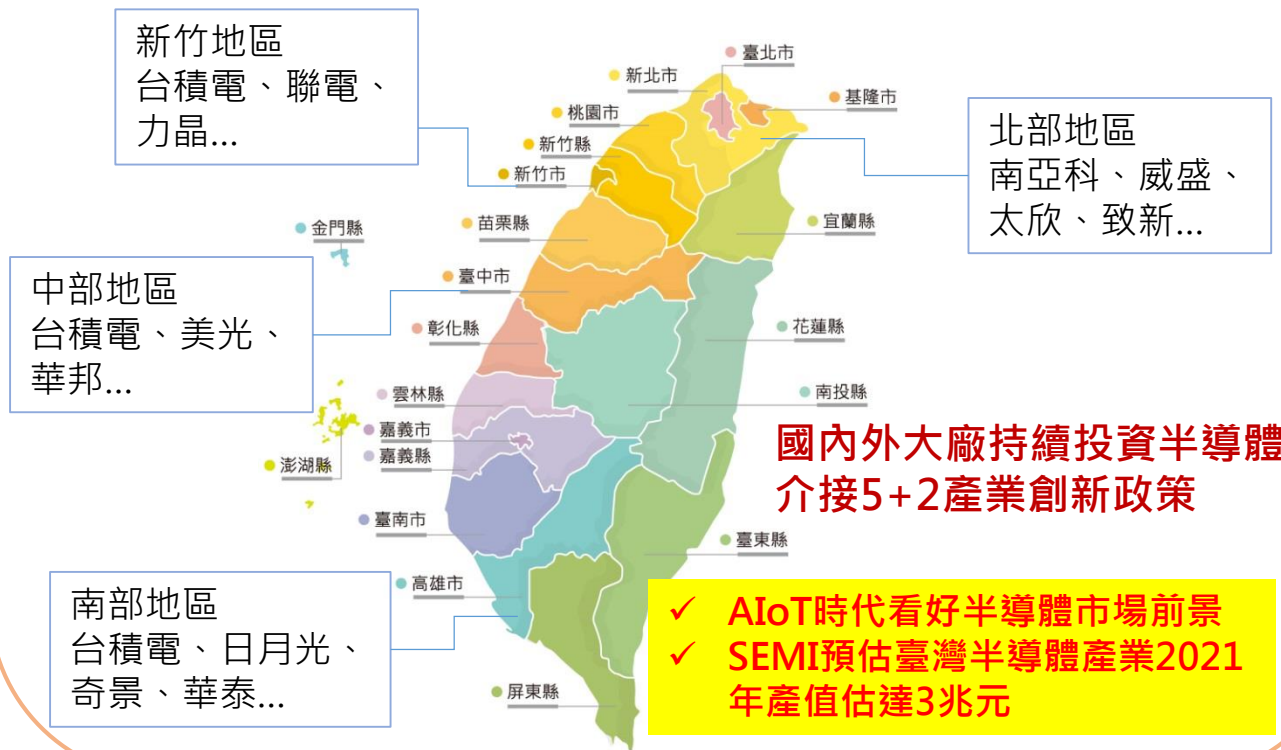 新竹地區
台積電、聯電、
力晶...
臺北市
新北市
基隆市
桃園市
新竹縣
新竹市
北部地區
南亞科、威盛、
太欣、致新...
苗栗縣
宜蘭縣
金門縣
臺中市
中部地區
台積電、美光、
華邦...
彰化縣
花蓮縣
雲林縣
南投縣
嘉義市
嘉義縣
澎湖縣
國內外大廠持續投資半導體
介接5+2產業創新政策
臺南市
臺東縣
高雄市
南部地區
台積電、日月光、
奇景、華泰...
✓ AIoT時代看好半導體市場前景
✓ SEMI預估臺灣半導體產業2021
年產值估達3兆元
屏東縣